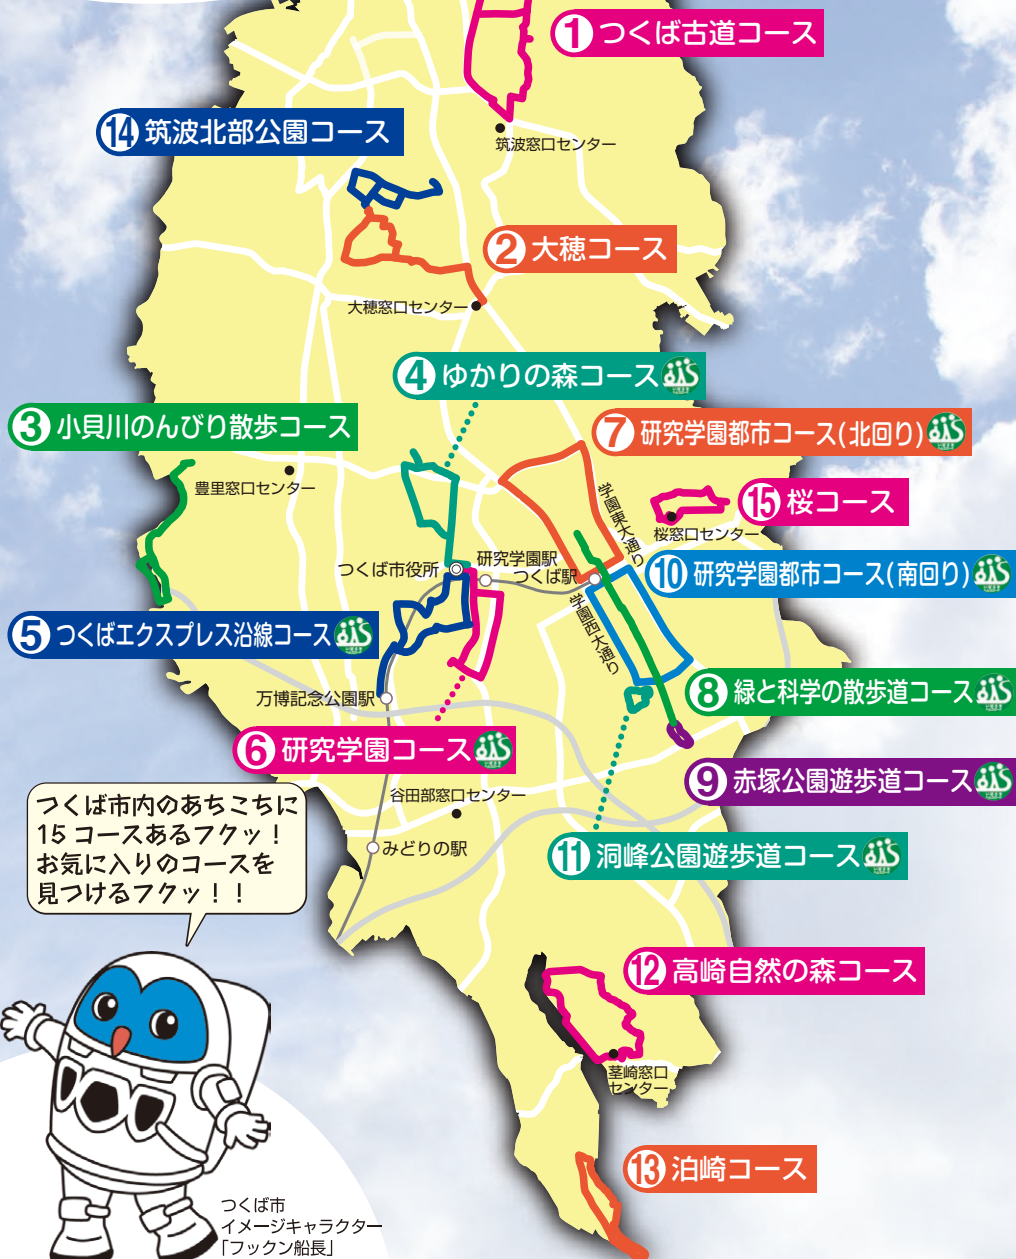 ①つくば古道コース
筑波窓口センター
⑭筑波北部公園コース
②大穂コース
大穂窓口センター
④ゆかりの森コース
③小貝川のんびり散歩コース
⑦研究学園都市コース(北回り)
豊里窓口センター
学園東大通り
⑮桜コース
桜窓口センター
つくば市役所
研究学園駅
つくば駅
⑩研究学園都市コース(南回り)
学園西大通り
⑤つくばエクスプレス沿線コース
万博記念公園駅
⑧緑と科学の散歩道コース
⑥研究学園コース
⑨赤塚公園遊歩道コース
谷田部窓口センター
みどりの駅
⑪洞峰公園遊歩道コース
つくば市内のあちこちに
15コースあるフクッ！
お気に入りのコースを
見つけるフクッ！！
⑫高崎自然の森コース
茎崎窓口
センター
⑬泊崎コース
つくば市
イメージキャラクター
「フックン船長」